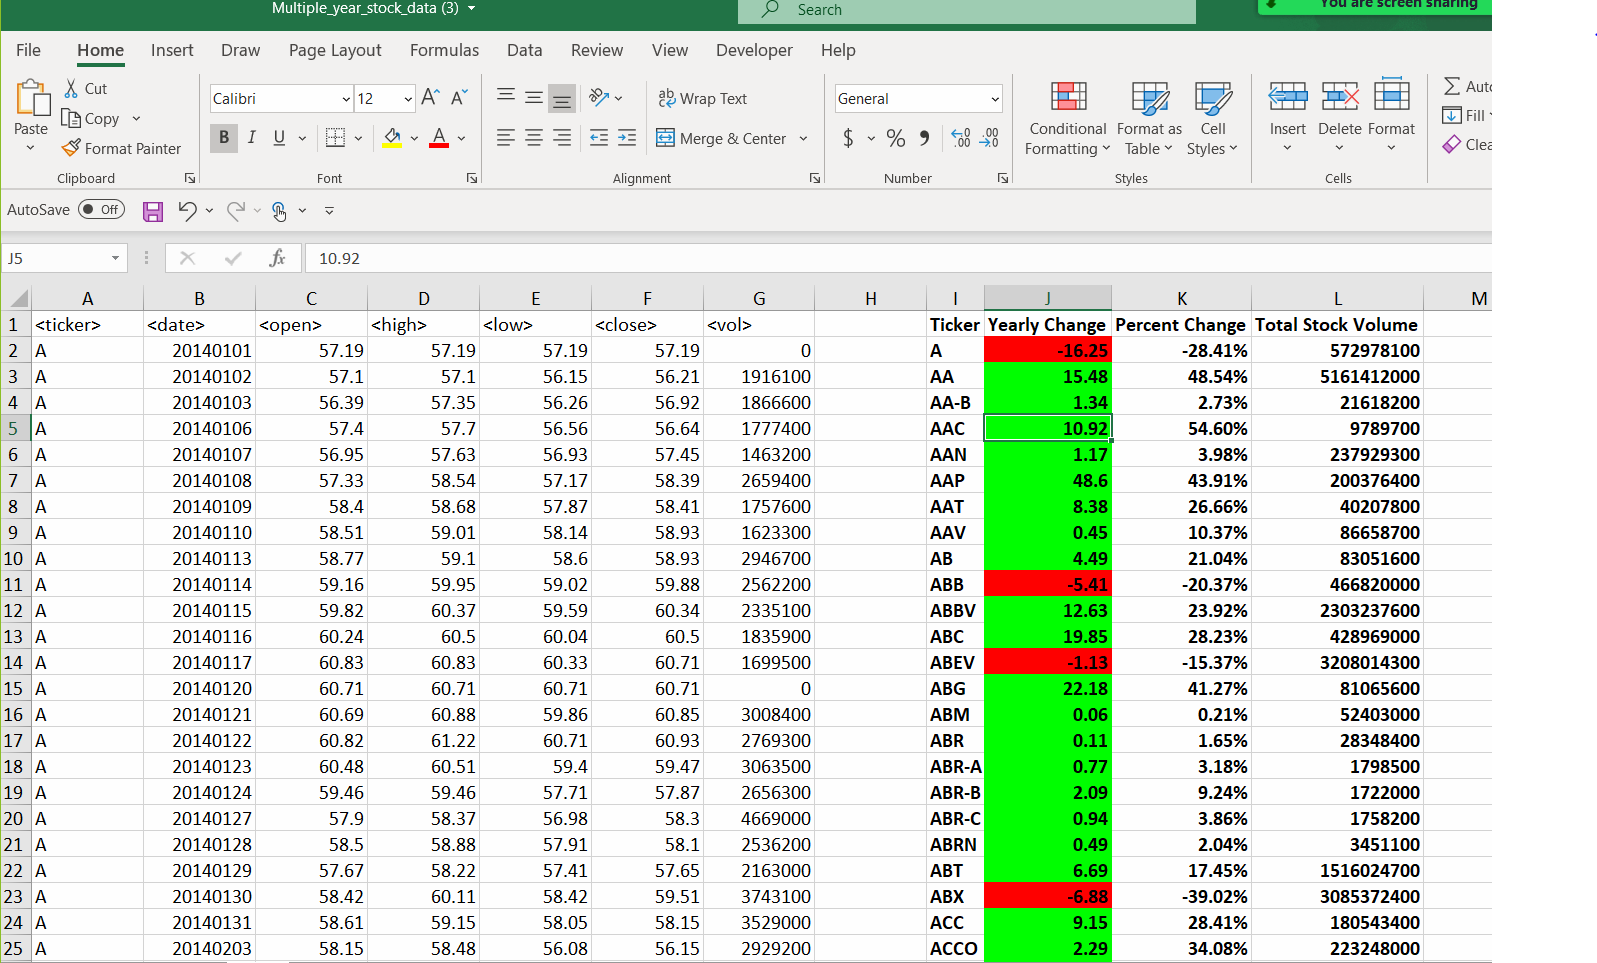 Multiple_year_stock_data (3)
Search
You are screen sharing
File Home Insert Draw Page Layout Formulas Data Review View Developer Help
Paste
Cut
Copy
Format Painter
Clipboard
Calibri 12
B I U
Font
ab Wrap Text
Merge & Center
Alignment
General
$ % 9 .00 .00
Number
Conditional Formatting
Format as Table
Cell Styles
Styles
Insert Delete Format
Cells
Fill
AutoSave Off
J5 fx 10.92
A B C D E F G H I J K L M
1 <ticker> <date> <open> <high> <low> <close> <vol> Ticker Yearly Change Percent Change Total Stock Volume
2 A 20140101 57.19 57.19 57.19 57.19 0 A -16.25 -28.41% 572978100
3 A 20140102 57.1 57.1 56.15 56.21 1916100 AA 15.48 48.54% 5161412000
4 A 20140103 56.39 57.35 56.26 56.92 1866600 AA-B 1.34 2.73% 21618200
5 A 20140106 57.4 57.7 56.56 56.64 1777400 AAC 10.92 54.60% 9789700
6 A 20140107 56.95 57.63 56.93 57.45 1463200 AAN 1.17 3.98% 237929300
7 A 20140108 57.33 58.54 57.17 58.39 2659400 AAP 48.6 43.91% 200376400
8 A 20140109 58.4 58.68 57.87 58.41 1757600 AAT 8.38 26.66% 40207800
9 A 20140110 58.51 59.01 58.14 58.93 1623300 AAV 0.45 10.37% 86658700
10 A 20140113 58.77 59.1 58.6 58.93 2946700 AB 4.49 21.04% 83051600
11 A 20140114 59.16 59.95 59.02 59.88 2562200 ABB -5.41 -20.37% 466820000
12 A 20140115 59.82 60.37 59.59 60.34 2335100 ABBV 12.63 23.92% 2303237600
13 A 20140116 60.24 60.5 60.04 60.5 1835900 ABC 19.85 28.23% 428969000
14 A 20140117 60.83 60.83 60.33 60.71 1699500 ABEV -1.13 -15.37% 3208014300
15 A 20140120 60.71 60.71 60.71 60.71 0 ABG 22.18 41.27% 81065600
16 A 20140121 60.69 60.88 59.86 60.85 3008400 ABM 0.06 0.21% 52403000
17 A 20140122 60.82 61.22 60.71 60.93 2769300 ABR 0.11 1.65% 28348400
18 A 20140123 60.48 60.51 59.4 59.47 3063500 ABR-A 0.77 3.18% 1798500
19 A 20140124 59.46 59.46 57.71 57.87 2656300 ABR-B 2.09 9.24% 1722000
20 A 20140127 57.9 58.37 56.98 58.3 4669000 ABR-C 0.94 3.86% 1758200
21 A 20140128 58.5 58.88 57.91 58.1 2536200 ABRN 0.49 2.04% 3451100
22 A 20140129 57.67 58.22 57.41 57.65 2163000 ABT 6.69 17.45% 1516024700
23 A 20140130 58.42 60.11 58.42 59.51 3743100 ABX -6.88 -39.02% 3085372400
24 A 20140131 58.61 59.15 58.05 58.15 3529000 ACC 9.15 28.41% 180543400
25 A 20140203 58.15 58.48 56.08 56.15 2929200 ACCO 2.29 34.08% 223248000